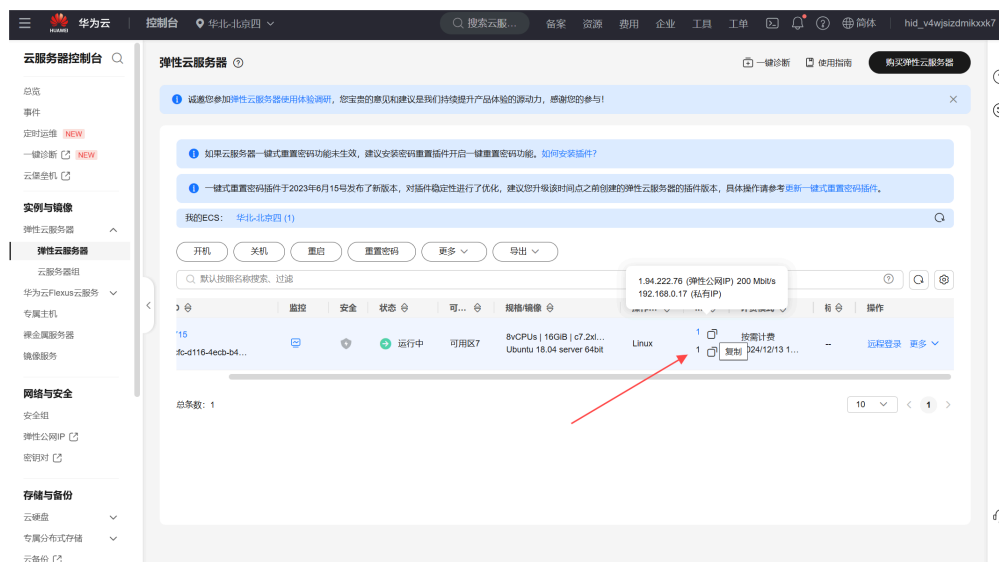 HUAWEI
华为云
控制台
华北-北京四
搜索云服...
备案
资源
费用
企业
工具
工单
简体
hid_v4wjsizdmikxxk7
云服务器控制台
总览
事件
定时运维 NEW
一键诊断 NEW
云堡垒机
实例与镜像
弹性云服务器
弹性云服务器
云服务器组
华为云Flexus云服务
专属主机
裸金属服务器
镜像服务
网络与安全
安全组
弹性公网IP
密钥对
存储与备份
云硬盘
专属分布式存储
云备份
弹性云服务器
一键诊断
使用指南
购买弹性云服务器
诚邀您参加弹性云服务器使用体验调研，您宝贵的意见和建议是我们持续提升产品体验的源动力，感谢您的参与！
如果云服务器一键式重置密码功能未生效，建议安装密码重置插件开启一键重置密码功能。如何安装插件？
一键式重置密码插件于2023年6月15号发布了新版本，对插件稳定性进行了优化，建议您升级该时间点之前创建的弹性云服务器的插件版本，具体操作请参考更新一键式重置密码插件。
我的ECS： 华北-北京四 (1)
开机
关机
重启
重置密码
更多
导出
默认按照名称搜索、过滤
1.94.222.76 (弹性公网IP) 200 Mbit/s
192.168.0.17 (私有IP)
监控
安全
状态
可...
规格/镜像
操作
15
fc-d116-4ecb-b4...
运行中
可用区7
8vCPUs | 16GiB | c7.2xl...
Ubuntu 18.04 server 64bit
Linux
1
1
复制
按需计费
024/12/13 1...
--
远程登录
更多
总条数：1
10
1